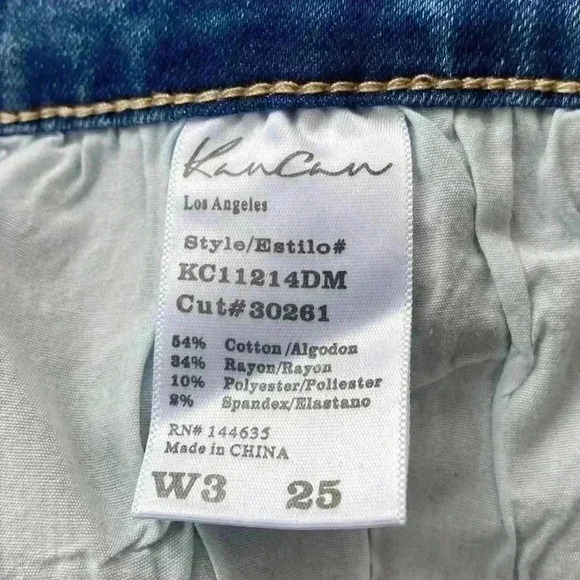 KanCan
Los Angeles
Style/Estilo#
KC11214DM
Cut#30261
54% Cotton/Algodon
34% Rayon/Rayon
10% Polyester/Poliester
2% Spandex/Elastano
RN# 144635
Made in CHINA
W3 25